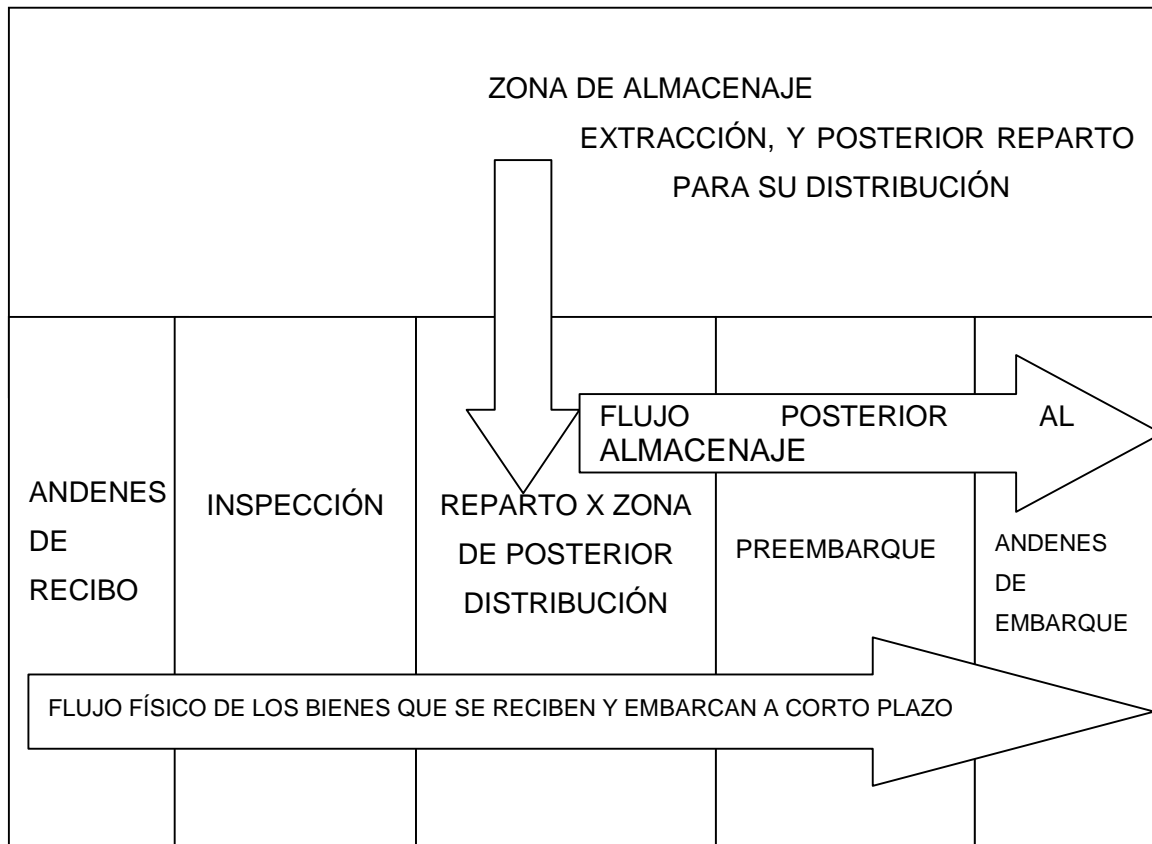 ZONA DE ALMACENAJE
EXTRACCIÓN, Y POSTERIOR REPARTO
PARA SU DISTRIBUCIÓN
FLUJO POSTERIOR AL
ALMACENAJE
ANDENES
DE
RECIBO
INSPECCIÓN
REPARTO X ZONA
DE POSTERIOR
DISTRIBUCIÓN
PREEMBARQUE
ANDENES
DE
EMBARQUE
FLUJO FÍSICO DE LOS BIENES QUE SE RECIBEN Y EMBARCAN A CORTO PLAZO